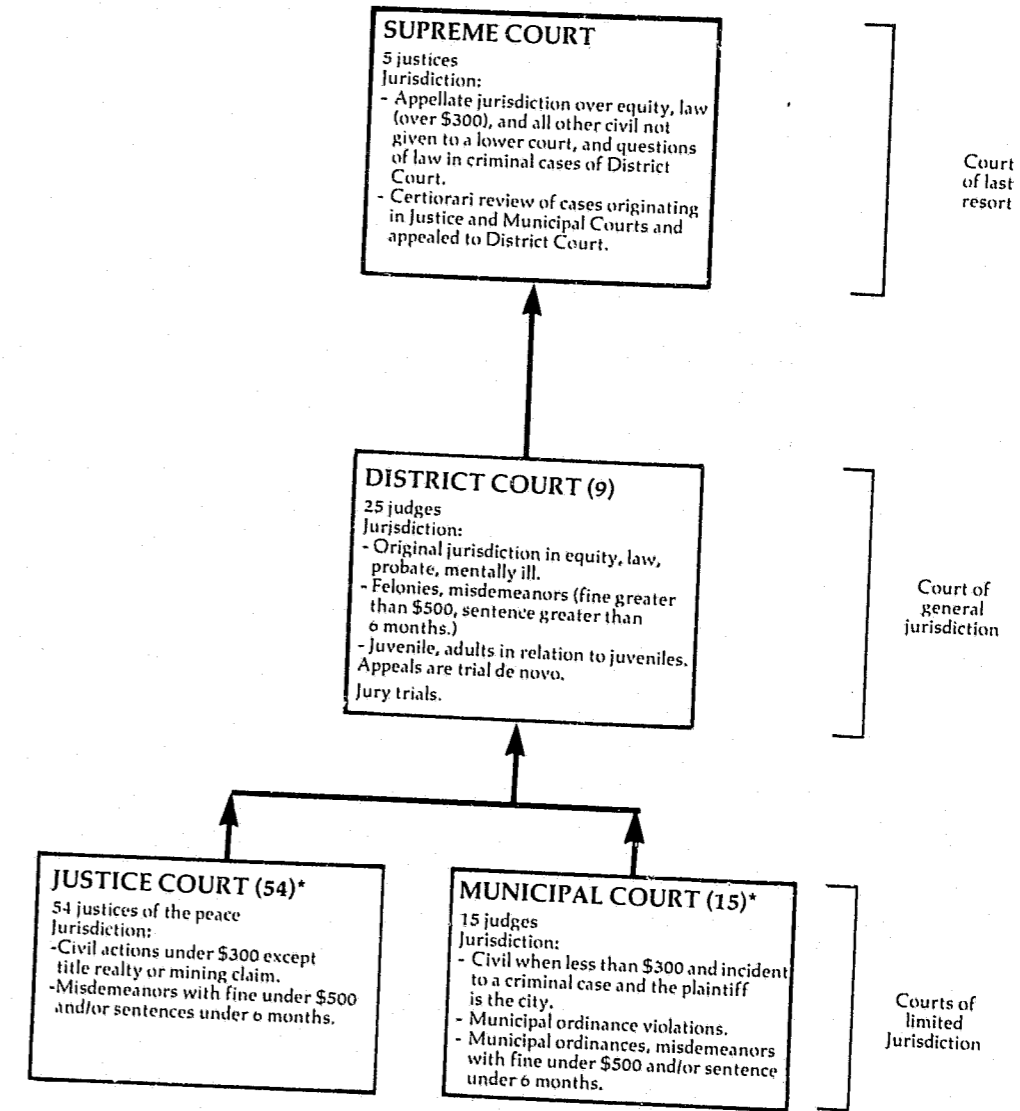 SUPREME COURT
5 justices
Jurisdiction:
- Appellate jurisdiction over equity, law
(over $300), and all other civil not
given to a lower court, and questions
of law in criminal cases of District
Court.
- Certiorari review of cases originating
in Justice and Municipal Courts and
appealed to District Court.
Court
of last
resort
DISTRICT COURT (9)
25 judges
Jurisdiction:
- Original jurisdiction in equity, law,
probate, mentally ill.
- Felonies, misdemeanors (fine greater
than $500, sentence greater than
6 months.)
- Juvenile, adults in relation to juveniles.
Appeals are trial de novo.
Jury trials.
Court of
general
jurisdiction
JUSTICE COURT (54)*
54 justices of the peace
Jurisdiction:
-Civil actions under $300 except
title realty or mining claim.
-Misdemeanors with fine under $500
and/or sentences under 6 months.
MUNICIPAL COURT (15)*
15 judges
Jurisdiction:
- Civil when less than $300 and incident
to a criminal case and the plaintiff
is the city.
- Municipal ordinance violations.
- Municipal ordinances, misdemeanors
with fine under $500 and/or sentence
under 6 months.
Courts of
limited
Jurisdiction